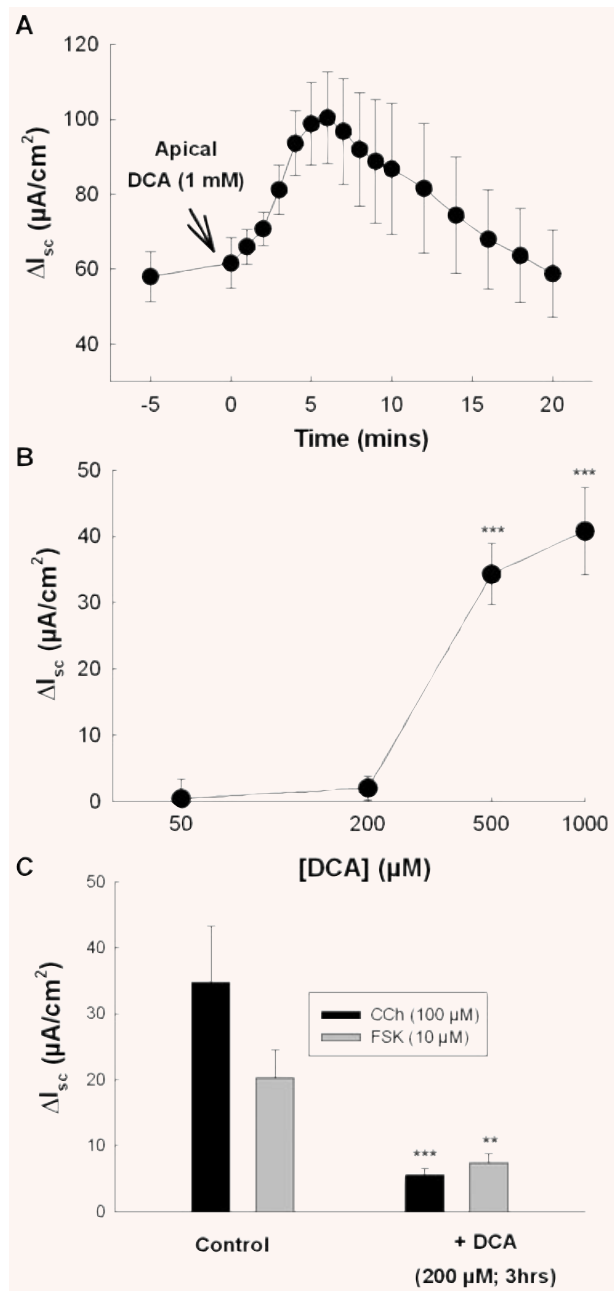 A
120
100
80
60
40
ΔIsc (µA/cm²)
Apical
DCA (1 mM)
-5 0 5 10 15 20
Time (mins)
B
50
40
30
20
10
0
ΔIsc (µA/cm²)
***
***
50 200 500 1000
[DCA] (µM)
C
50
40
30
20
10
0
ΔIsc (µA/cm²)
CCh (100 µM)
FSK (10 µM)
*** **
Control
+ DCA
(200 µM; 3hrs)